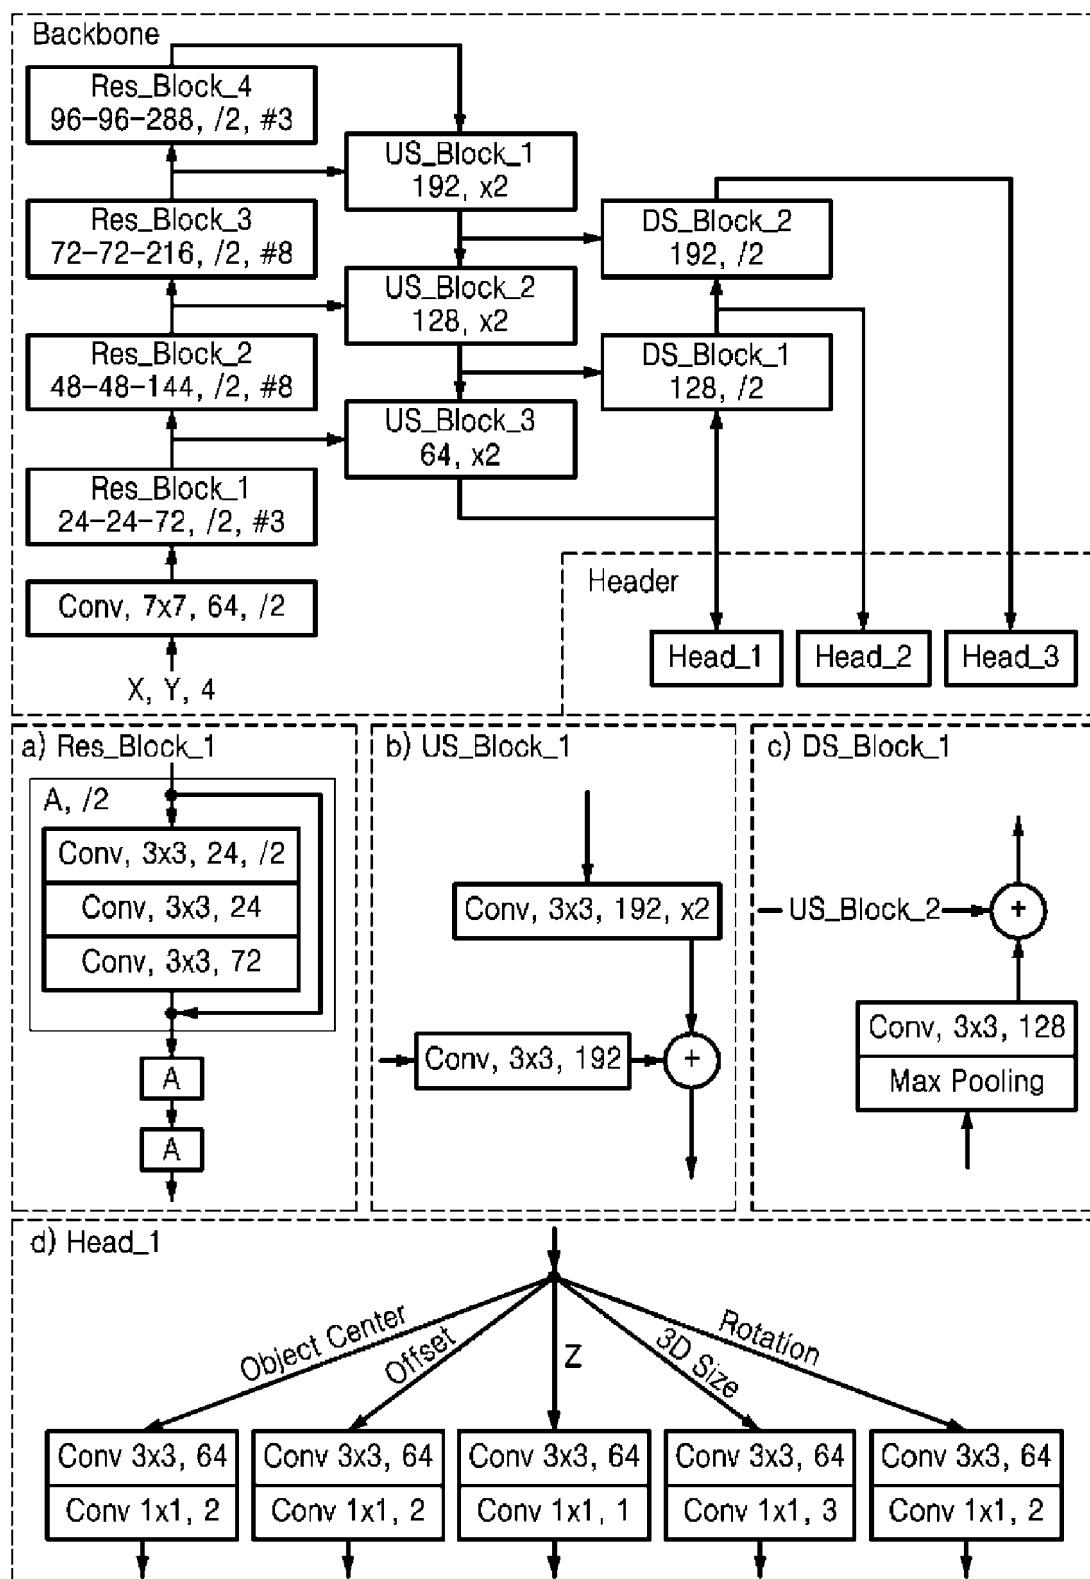 Backbone
Res_Block_4
96-96-288, /2, #3
US_Block_1
192, x2
Res_Block_3
72-72-216, /2, #8
DS_Block_2
192, /2
US_Block_2
128, x2
Res_Block_2
48-48-144, /2, #8
DS_Block_1
128, /2
US_Block_3
64, x2
Res_Block_1
24-24-72, /2, #3
Header
Conv, 7x7, 64, /2
Head_1
Head_2
Head_3
X, Y, 4
a) Res_Block_1
A, /2
Conv, 3x3, 24, /2
Conv, 3x3, 24
Conv, 3x3, 72
A
A
b) US_Block_1
Conv, 3x3, 192, x2
Conv, 3x3, 192
+
c) DS_Block_1
US_Block_2
+
Conv, 3x3, 128
Max Pooling
d) Head_1
Object Center
Offset
Z
3D Size
Rotation
Conv 3x3, 64
Conv 1x1, 2
Conv 3x3, 64
Conv 1x1, 2
Conv 3x3, 64
Conv 1x1, 1
Conv 3x3, 64
Conv 1x1, 3
Conv 3x3, 64
Conv 1x1, 2